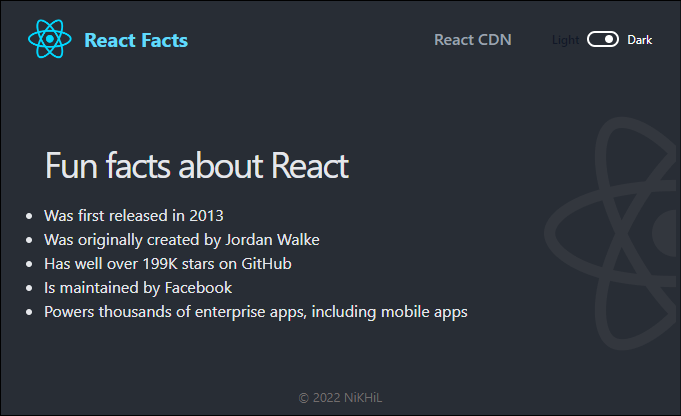 React Facts
React CDN
Light
Dark
Fun facts about React
Was first released in 2013
Was originally created by Jordan Walke
Has well over 199K stars on GitHub
Is maintained by Facebook
Powers thousands of enterprise apps, including mobile apps
© 2022 NiKHiL